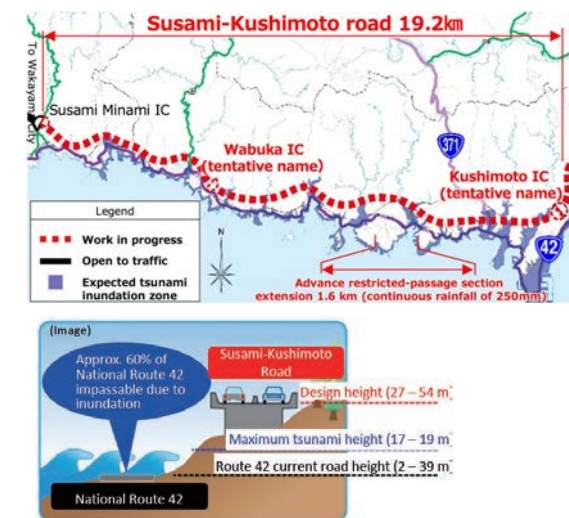 Susami-Kushimoto road 19.2km
To Wakayama City
Susami Minami IC
Wabuka IC
(tentative name)
371
Kushimoto IC
(tentative name)
42
Legend
Work in progress
Open to traffic
Expected tsunami
inundation zone
N
Advance restricted-passage section
extension 1.6 km (continuous rainfall of 250mm)
(Image)
Approx. 60% of
National Route 42
impassable due to
inundation
Susami-Kushimoto
Road
Design height (27 – 54 m)
Maximum tsunami height (17 – 19 m)
Route 42 current road height (2 – 39 m)
National Route 42